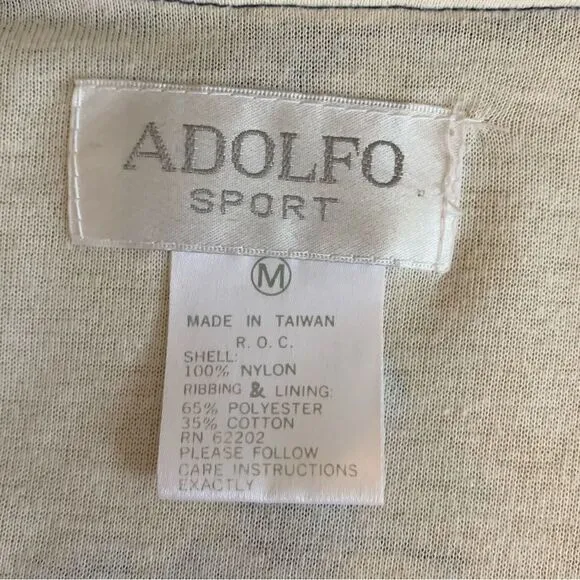 ADOLFO
SPORT
M
MADE IN TAIWAN
R. O. C.
SHELL:
100% NYLON
RIBBING & LINING:
65% POLYESTER
35% COTTON
RN 62202
PLEASE FOLLOW
CARE INSTRUCTIONS
EXACTLY